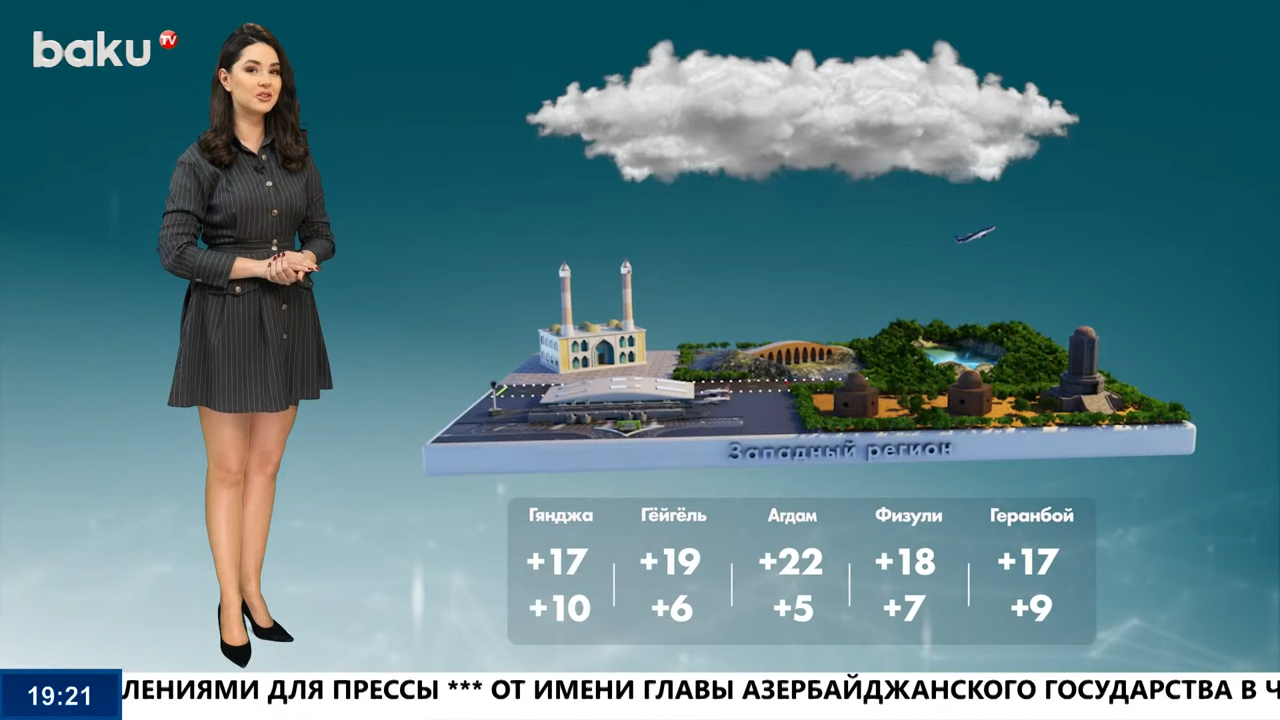 baku TV
Западный регион
Гянджа Гёйгёль Агдам Физули Геранбой
+17 +19 +22 +18 +17
+10 +6 +5 +7 +9
19:21 ЛЕНИЯМИ ДЛЯ ПРЕССЫ *** ОТ ИМЕНИ ГЛАВЫ АЗЕРБАЙДЖАНСКОГО ГОСУДАРСТВА В Ч